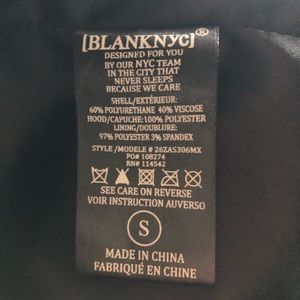 [BLANKNYC]®
DESIGNED FOR YOU
BY OUR NYC TEAM
IN THE CITY THAT
NEVER SLEEPS
BECAUSE WE CARE
SHELL/EXTÉRIEUR:
60% POLYURETHANE 40% VISCOSE
HOOD/CAPUCHE:100% POLYESTER
LINING/DOUBLURE:
97% POLYESTER 3% SPANDEX
STYLE /MODELE # 26ZAS306MX
PO# 108274
RN# 114542
SEE CARE ON REVERSE
VOIR INSTRUCTION AUVERSO
S
MADE IN CHINA
FABRIQUÉ EN CHINE